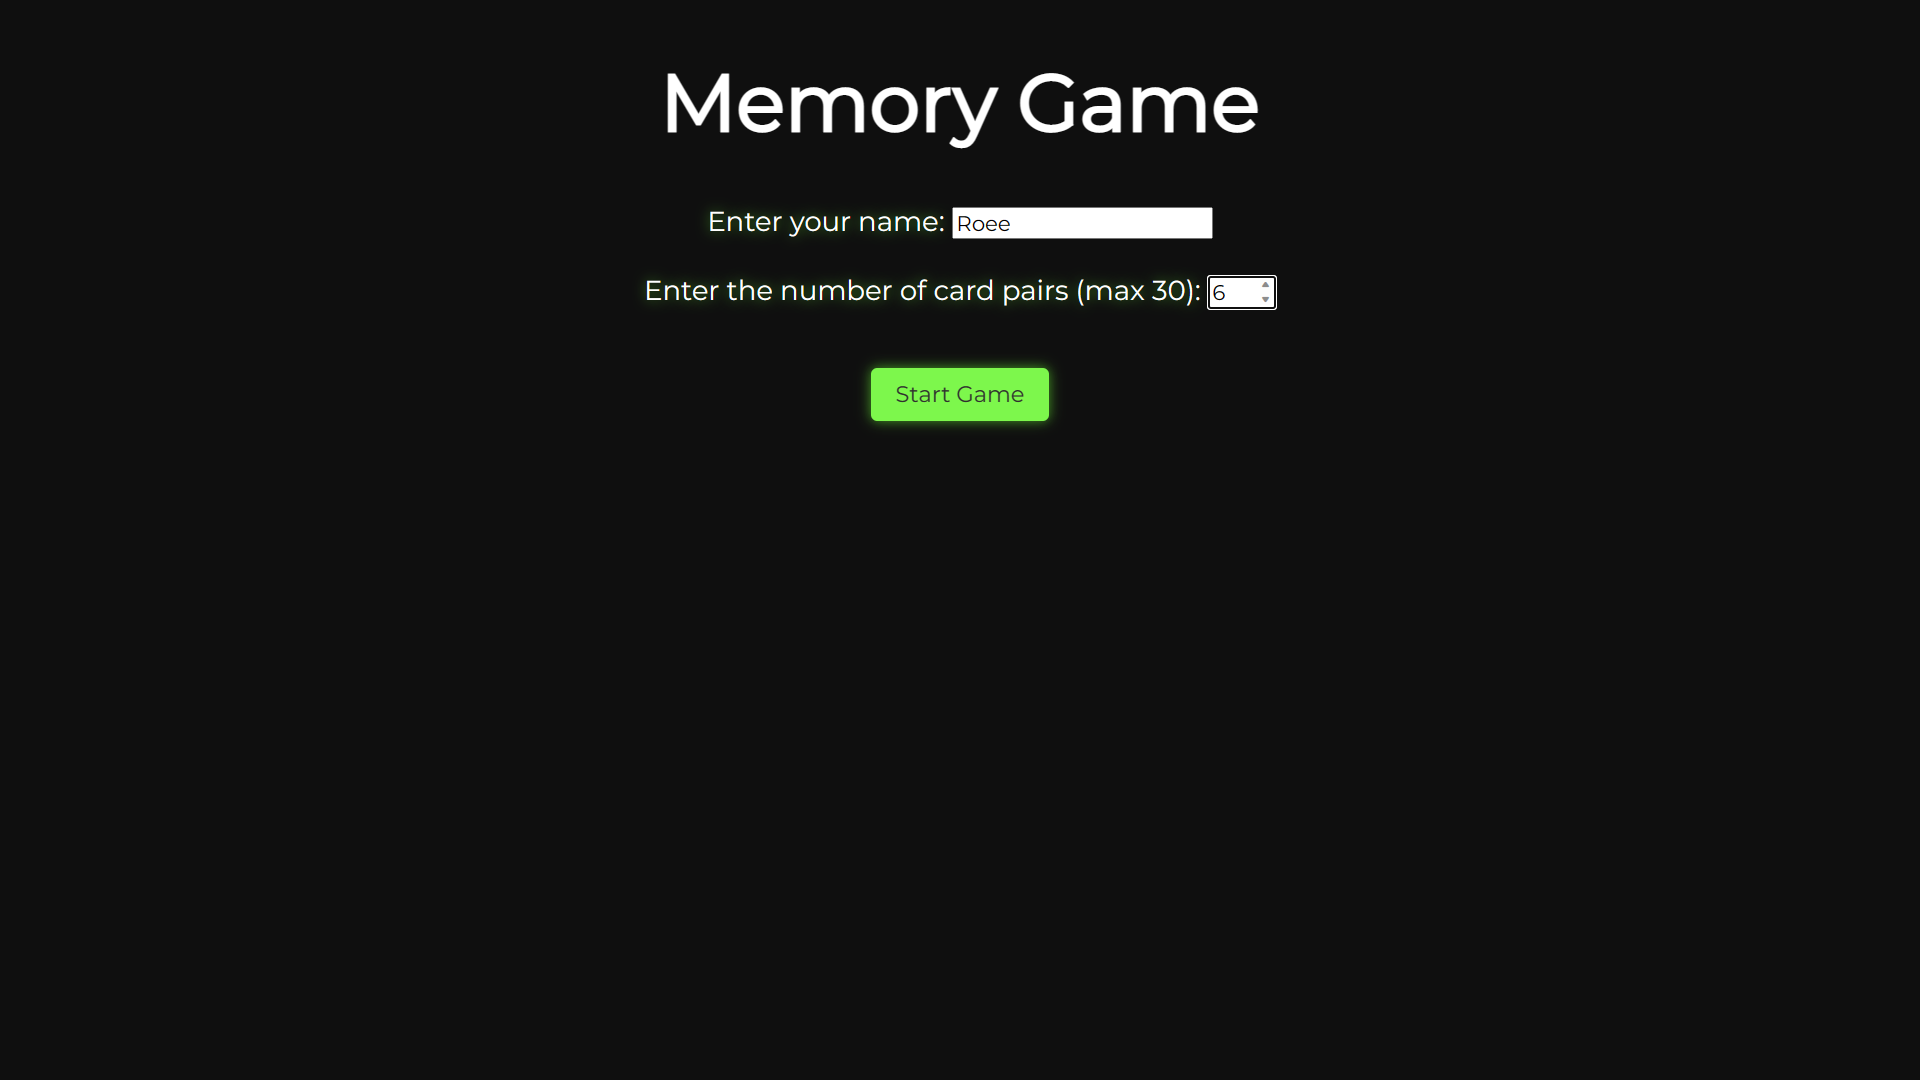 Memory Game
Enter your name: Roee
Enter the number of card pairs (max 30): 6
Start Game